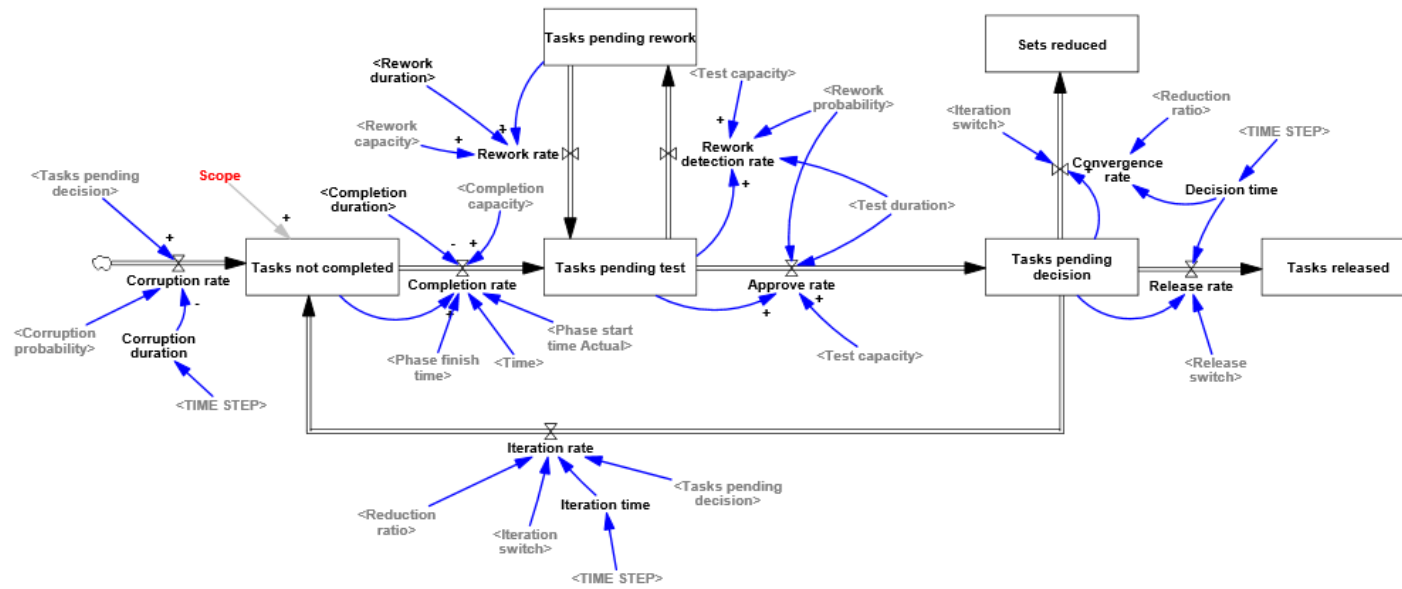 Tasks pending rework
Sets reduced
<Rework
duration>
<Test capacity>
<Rework
probability>
<Iteration
switch>
<Reduction
ratio>
<TIME STEP>
<Rework
capacity>
+
+
Rework rate
+
Rework
detection rate
+
Convergence
rate
+
Decision time
<Tasks pending
decision>
Scope
<Completion
duration>
<Completion
capacity>
<Test duration>
+
+
-
+
Tasks not completed
Tasks pending test
Tasks pending
decision
Tasks released
Corruption rate
Completion rate
Approve rate
Release rate
-
+
+
+
<Corruption
probability>
Corruption
duration
<Phase finish
time>
<Time>
<Phase start
time Actual>
<Test capacity>
<Release
switch>
<TIME STEP>
Iteration rate
<Reduction
ratio>
<Iteration
switch>
Iteration time
<Tasks pending
decision>
<TIME STEP>